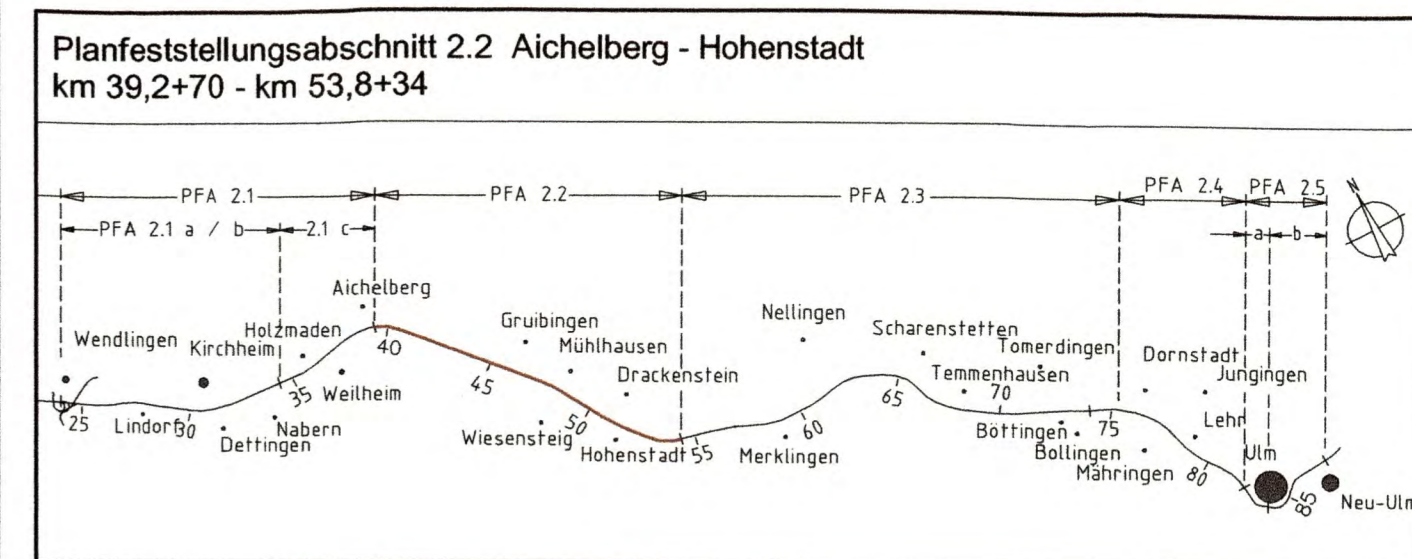 Planfeststellungsabschnitt 2.2 Aichelberg - Hohenstadt
km 39,2+70 - km 53,8+34
PFA 2.1
PFA 2.2
PFA 2.3
PFA 2.4
PFA 2.5
PFA 2.1 a / b
2.1 c
a
b
N
Aichelberg
Wendlingen
Kirchheim
Holzmaden
Weilheim
Gruibingen
Mühlhausen
Drackenstein
Nellingen
Scharenstetten
Tomerdingen
Temmenhausen
Dornstadt
Jungingen
Lehr
Ulm
Neu-Ulm
25
Lindorf
30
Dettingen
Nabern
35
40
45
Wiesensteig
50
Hohenstadt
55
Merklingen
60
65
70
Böttingen
Bollingen
Mähringen
75
80
85